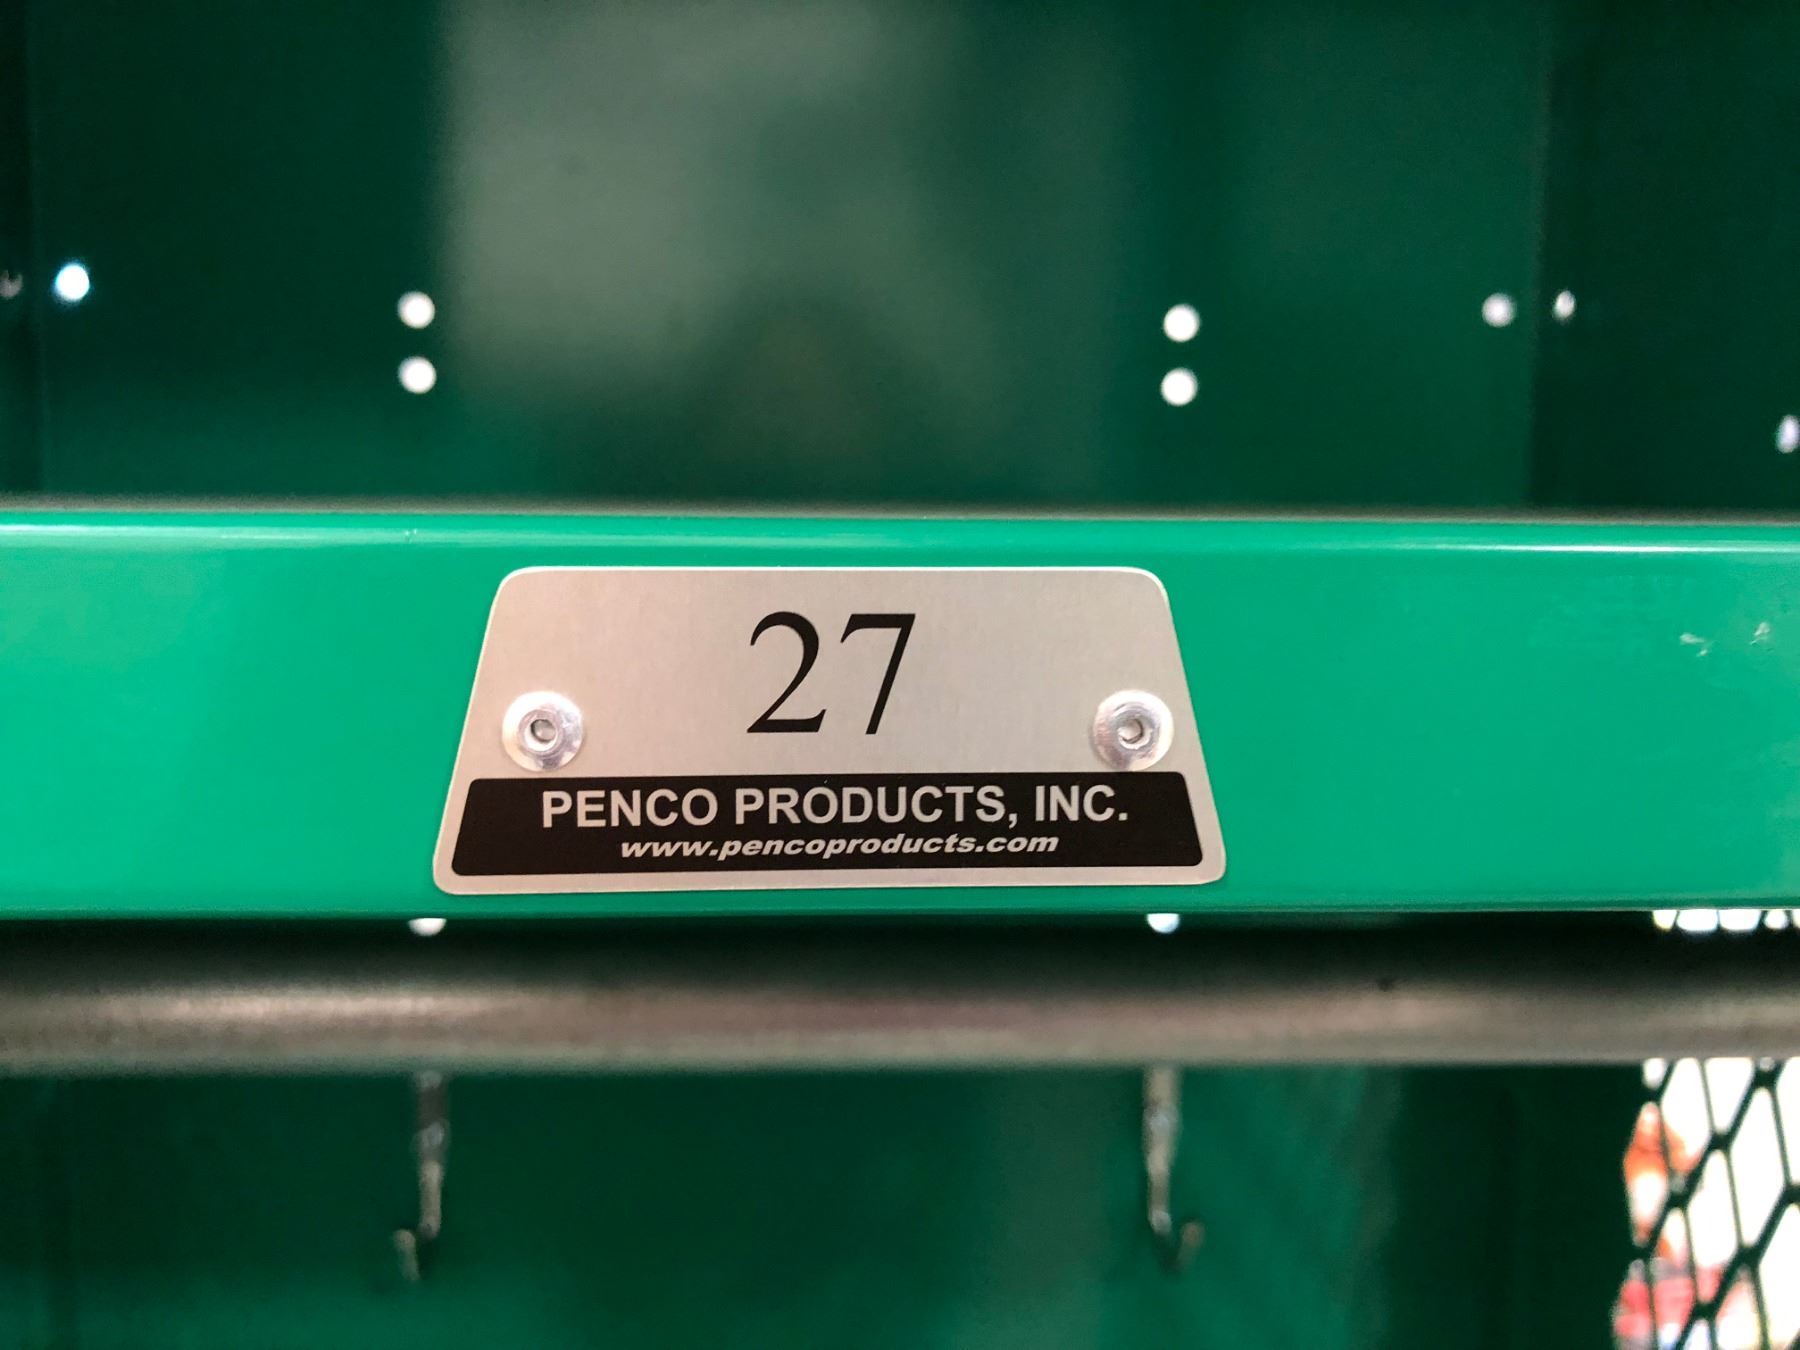 27
PENCO PRODUCTS, INC.
www.pencoproducts.com